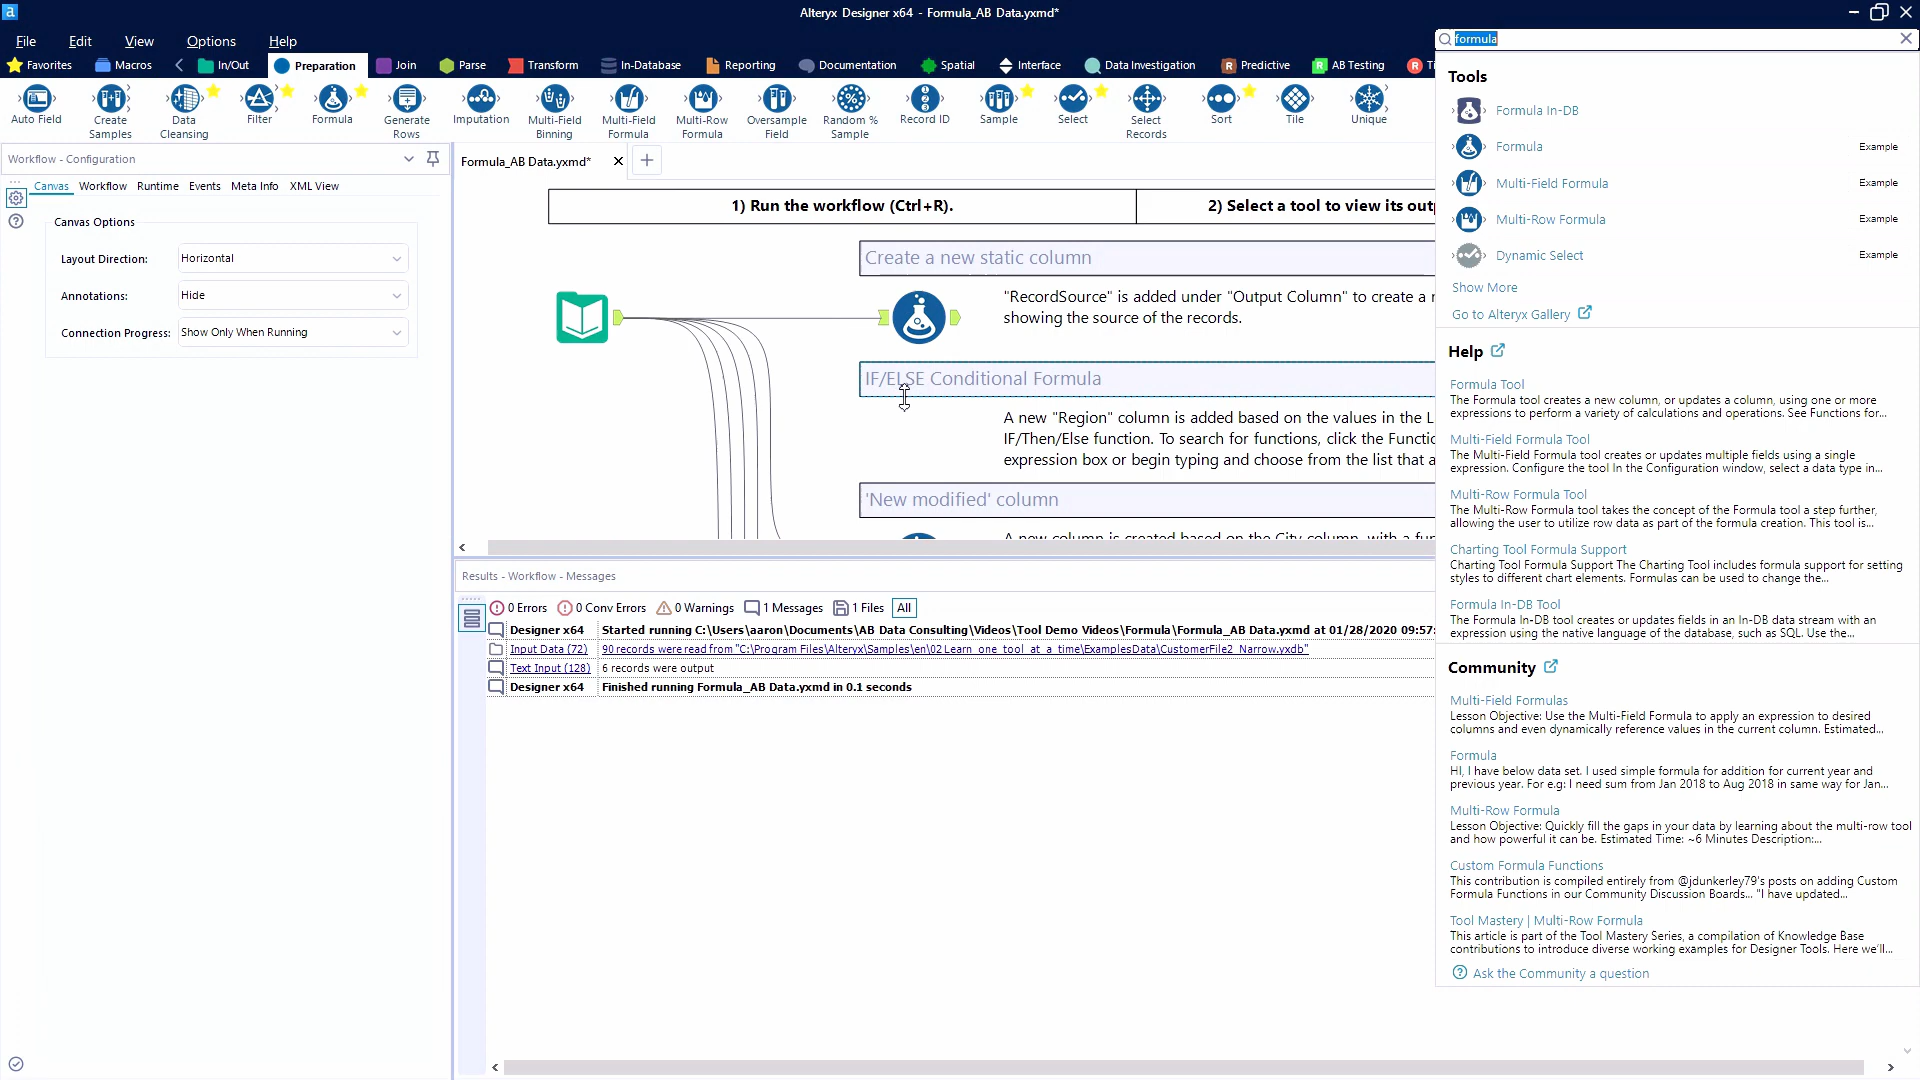 Alteryx Designer x64 - Formula_AB Data.yxmd*
File Edit View Options Help
formula
Favorites Macros In/Out Preparation Join Parse Transform In-Database Reporting Documentation Spatial Interface Data Investigation Predictive AB Testing
Auto Field
Create Samples
Data Cleansing
Filter
Formula
Generate Rows
Imputation
Multi-Field Binning
Multi-Field Formula
Multi-Row Formula
Oversample Field
Random % Sample
Record ID
Sample
Select
Select Records
Sort
Tile
Unique
Workflow - Configuration
Canvas Workflow Runtime Events Meta Info XML View
Canvas Options
Layout Direction: Horizontal
Annotations: Hide
Connection Progress: Show Only When Running
Formula_AB Data.yxmd*
1) Run the workflow (Ctrl+R).
2) Select a tool to view its
Create a new static column
"RecordSource" is added under "Output Column" to create a
showing the source of the records.
IF/ELSE Conditional Formula
A new "Region" column is added based on the values in the
IF/Then/Else function. To search for functions, click the
expression box or begin typing and choose from the list that
'New modified' column
A new column is created based on the City column, with a
Results - Workflow - Messages
0 Errors 0 Conv Errors 0 Warnings 1 Messages 1 Files All
Designer x64 Started running C:\Users\aaron\Documents\AB Data Consulting\Videos\Tool Demo Videos\Formula\Formula_AB Data.yxmd at 01/28/2020 09:57:
Input Data (72) 90 records were read from "C:\Program Files\Alteryx\Samples\en\02 Learn_one_tool_at_a_time\ExamplesData\CustomerFile2_Narrow.yxdb"
Text Input (128) 6 records were output
Designer x64 Finished running Formula_AB Data.yxmd in 0.1 seconds
Tools
Formula In-DB
Formula Example
Multi-Field Formula Example
Multi-Row Formula Example
Dynamic Select Example
Show More
Go to Alteryx Gallery
Help
Formula Tool
The Formula tool creates a new column, or updates a column, using one or more
expressions to perform a variety of calculations and operations. See Functions for...
Multi-Field Formula Tool
The Multi-Field Formula tool creates or updates multiple fields using a single
expression. Configure the tool In the Configuration window, select a data type in...
Multi-Row Formula Tool
The Multi-Row Formula tool takes the concept of the Formula tool a step further,
allowing the user to utilize row data as part of the formula creation. This tool is...
Charting Tool Formula Support
Charting Tool Formula Support The Charting Tool includes formula support for setting
styles to different chart elements. Formulas can be used to change the...
Formula In-DB Tool
The Formula In-DB tool creates or updates fields in an In-DB data stream with an
expression using the native language of the database, such as SQL. Use the...
Community
Multi-Field Formulas
Lesson Objective: Use the Multi-Field Formula to apply an expression to desired
columns and even dynamically reference values in the current column. Estimated...
Formula
HI, I have below data set. I used simple formula for addition for current year and
previous year. For e.g: I need sum from Jan 2018 to Aug 2018 in same way for Jan...
Multi-Row Formula
Lesson Objective: Quickly fill the gaps in your data by learning about the multi-row tool
and how powerful it can be. Estimated Time: ~6 Minutes Description:...
Custom Formula Functions
This contribution is compiled entirely from @jdunkerley79's posts on adding Custom
Formula Functions in our Community Discussion Boards... "I have updated...
Tool Mastery | Multi-Row Formula
This article is part of the Tool Mastery Series, a compilation of Knowledge Base
contributions to introduce diverse working examples for Designer Tools. Here we'll...
Ask the Community a question